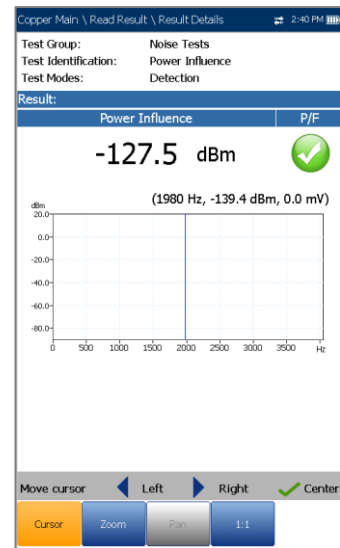 Copper Main \ Read Result \ Result Details 2:40 PM
Test Group: Noise Tests
Test Identification: Power Influence
Test Modes: Detection
Result:
Power Influence P/F
-127.5 dBm
(1980 Hz, -139.4 dBm, 0.0 mV)
dBm
20.0
0.0
-20.0
-40.0
-60.0
-80.0
0 500 1000 1500 2000 2500 3000 3500 Hz
Move cursor Left Right Center
Cursor Zoom Pan 1:1